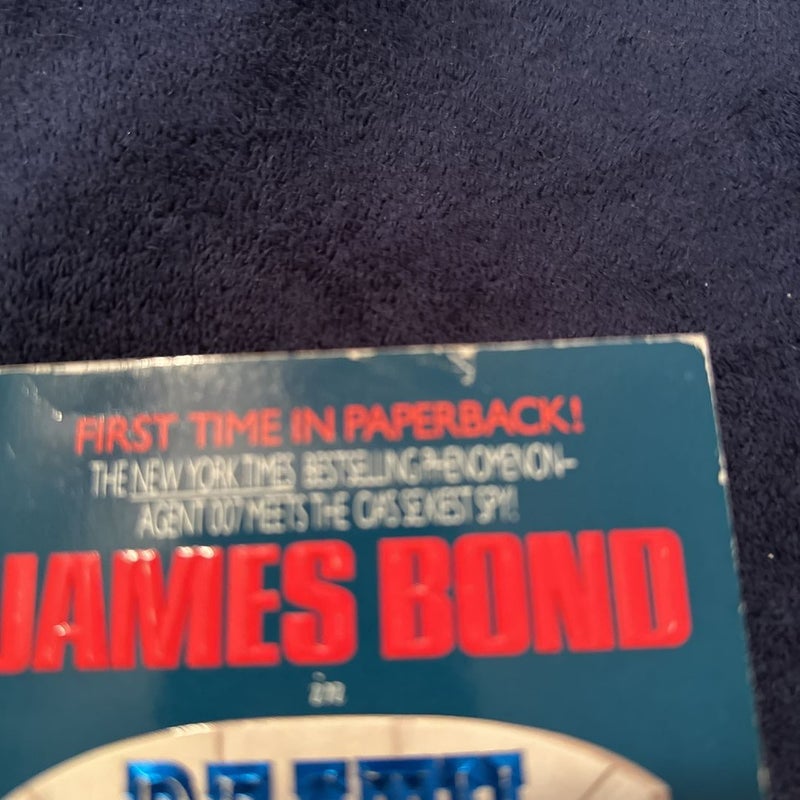 FIRST TIME IN PAPERBACK!
THE NEW YORK TIMES BESTSELLING PHENOMENON—
AGENT 007 MEETS THE CIA'S SEXIEST SPY!
JAMES BOND
in